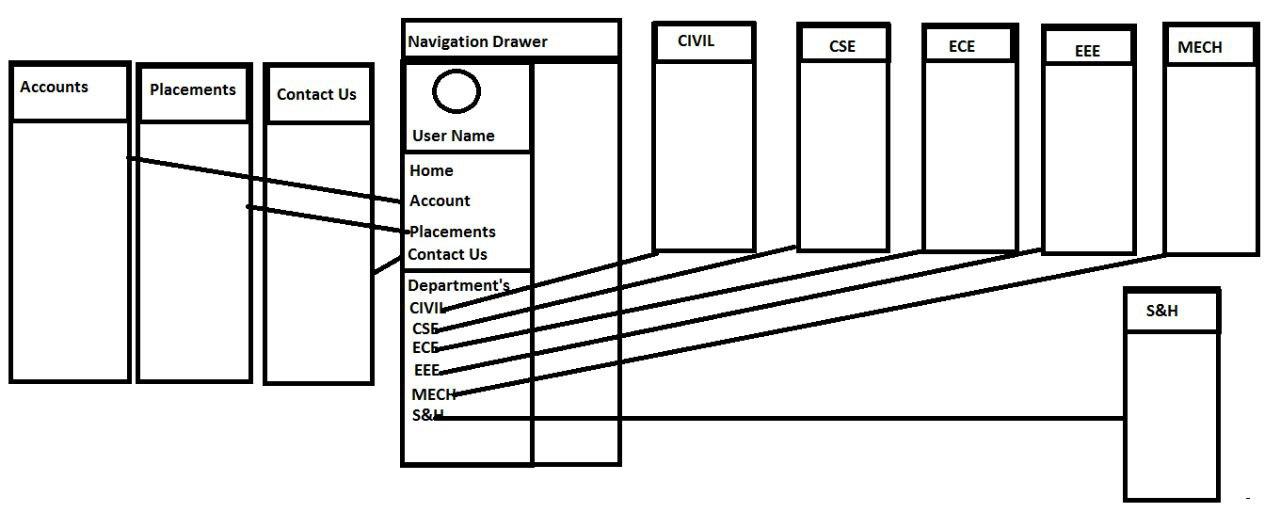 Accounts
Placements
Contact Us
Navigation Drawer
User Name
Home
Account
Placements
Contact Us
Department's
CIVIL
CSE
ECE
EEE
MECH
S&H
CIVIL
CSE
ECE
EEE
MECH
S&H